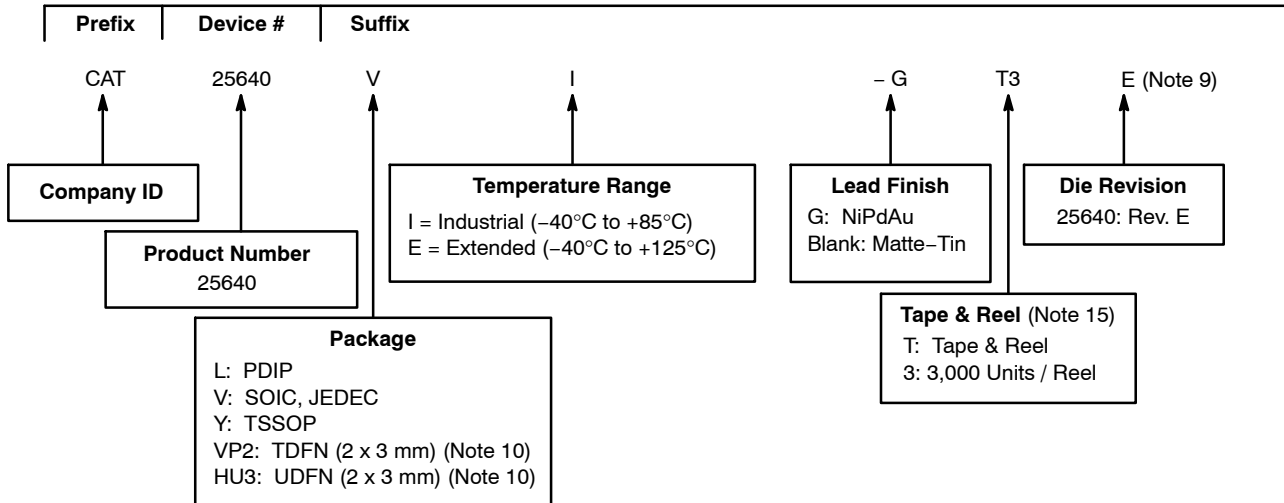 Prefix Device # Suffix
CAT 25640 V I – G T3 E (Note 9)
Company ID
Product Number
25640
Package
L: PDIP
V: SOIC, JEDEC
Y: TSSOP
VP2: TDFN (2 x 3 mm) (Note 10)
HU3: UDFN (2 x 3 mm) (Note 10)
Temperature Range
I = Industrial (−40°C to +85°C)
E = Extended (−40°C to +125°C)
Lead Finish
G: NiPdAu
Blank: Matte−Tin
Tape & Reel (Note 15)
T: Tape & Reel
3: 3,000 Units / Reel
Die Revision
25640: Rev. E